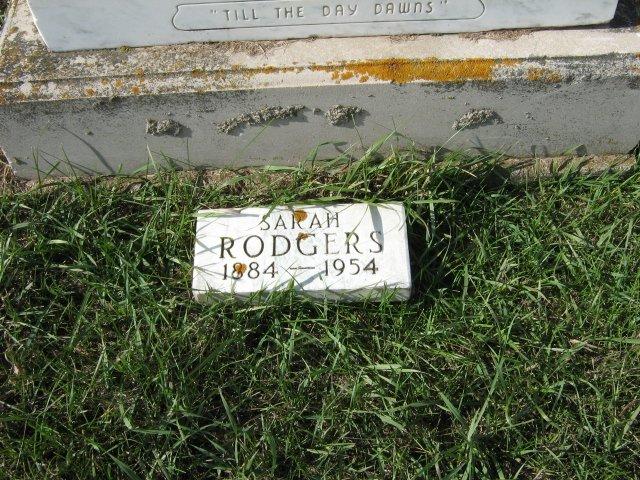 "TILL THE DAY DAWNS"
SARAH
RODGERS
1884 — 1954